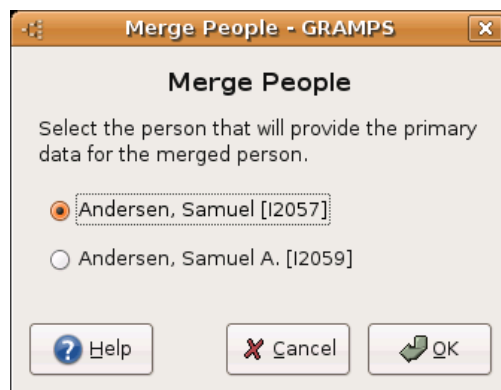 Merge People - GRAMPS
Merge People
Select the person that will provide the primary
data for the merged person.
Andersen, Samuel [I2057]
Andersen, Samuel A. [I2059]
Help Cancel OK